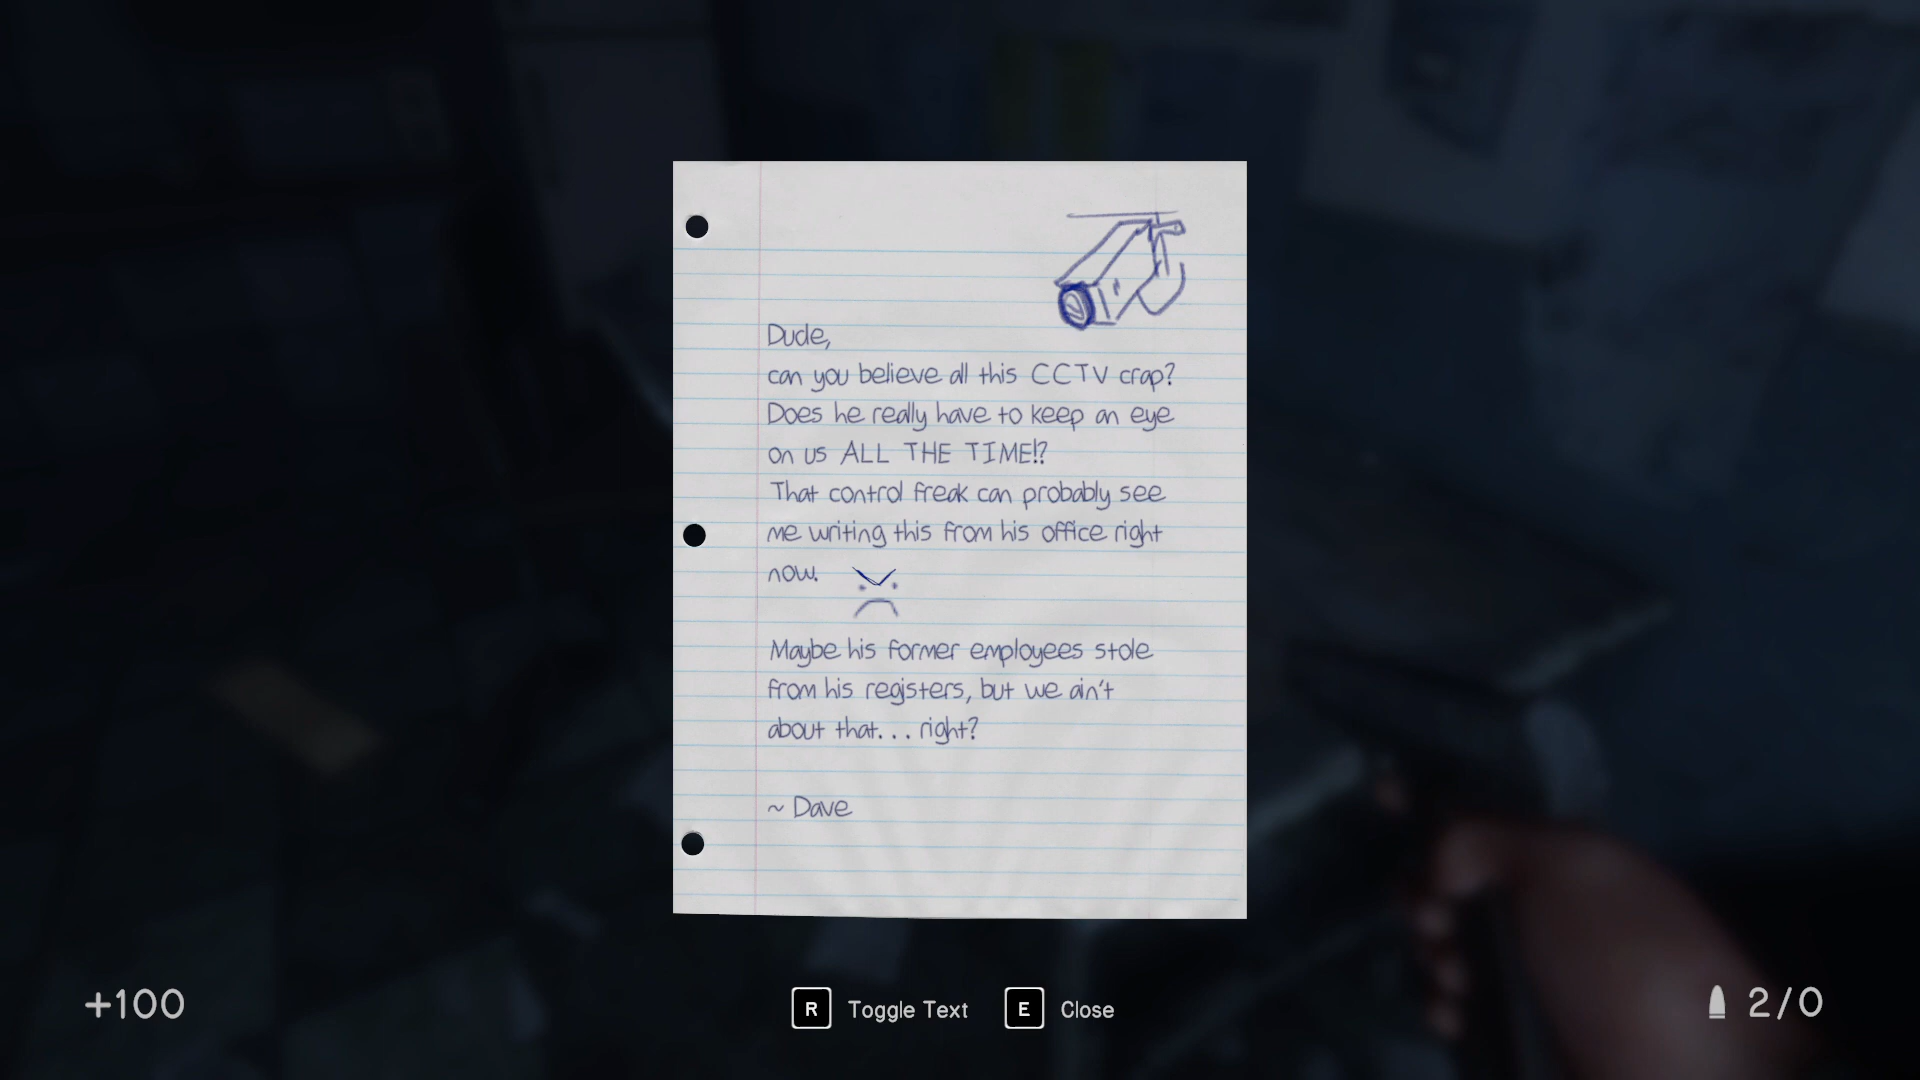 Dude,
can you believe all this CCTV crap?
Does he really have to keep an eye
on us ALL THE TIME!?
That control freak can probably see
me writing this from his office right
now.
Maybe his former employees stole
from his registers, but we ain't
about that... right?
~ Dave
+100
R Toggle Text E Close
2/0